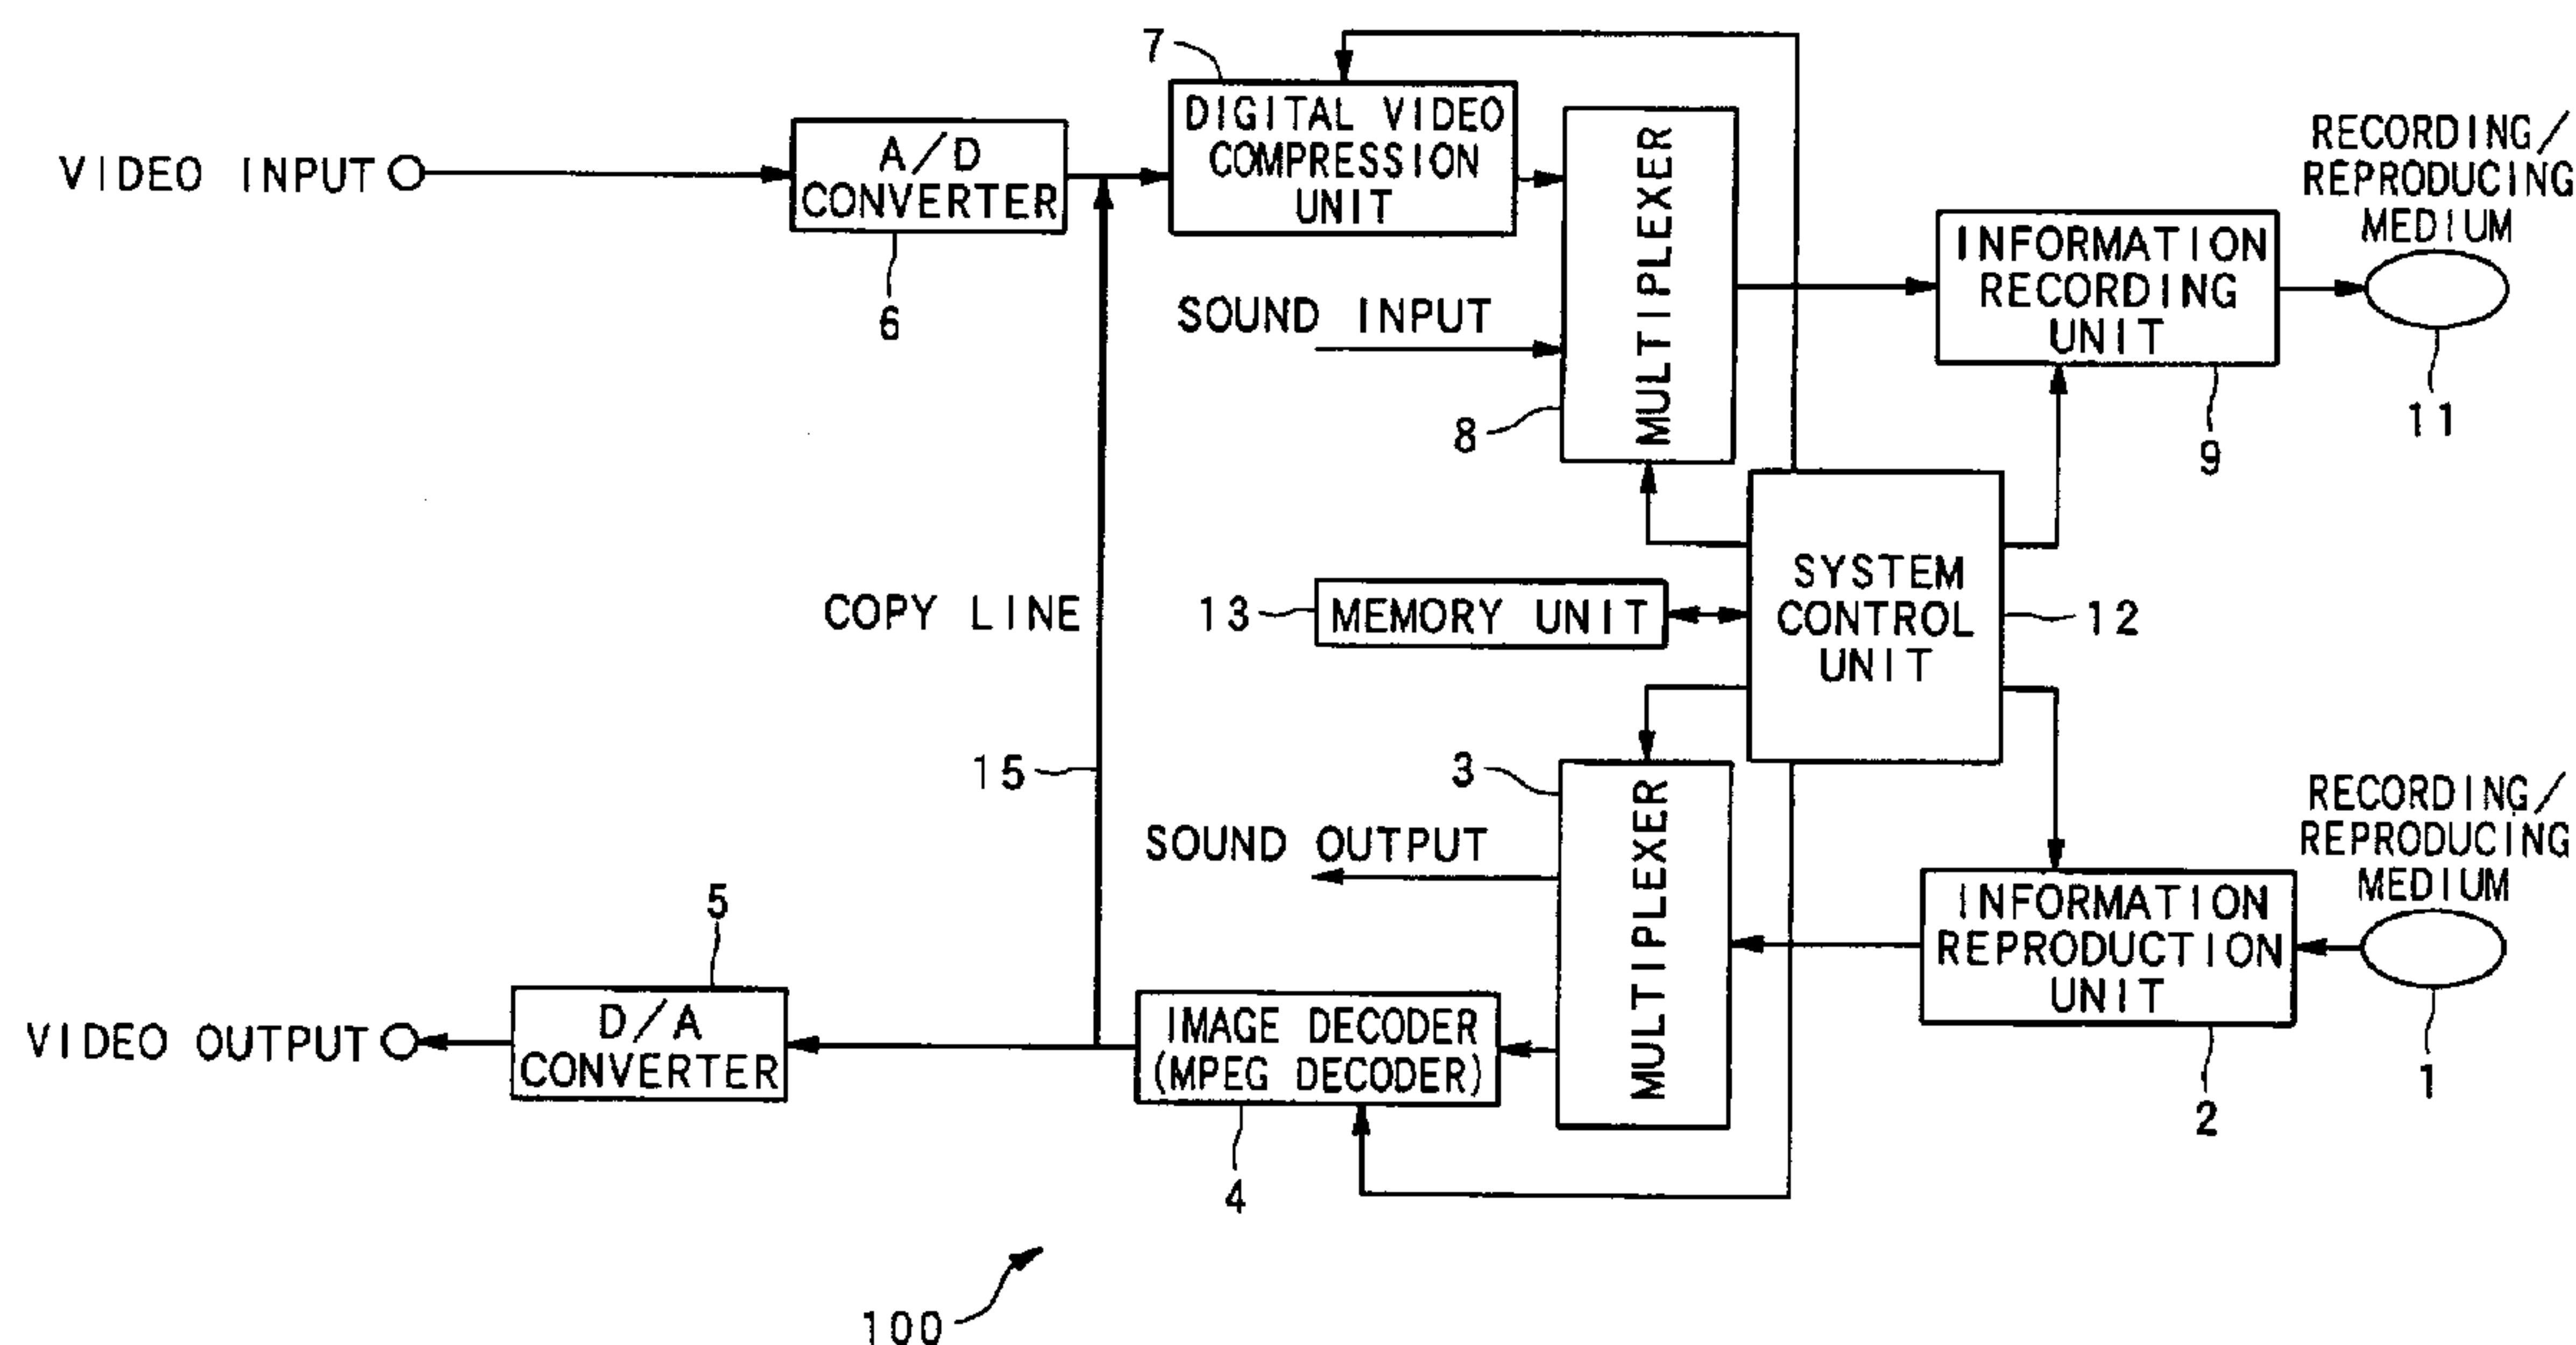 7
DIGITAL VIDEO
COMPRESSION
UNIT
A/D
CONVERTER
6
VIDEO INPUT
MULTIPLEXER
8
SOUND INPUT
RECORDING/
REPRODUCING
MEDIUM
INFORMATION
RECORDING
UNIT
9
11
COPY LINE
15
13
MEMORY UNIT
SYSTEM
CONTROL
UNIT
12
3
MULTIPLEXER
SOUND OUTPUT
RECORDING/
REPRODUCING
MEDIUM
INFORMATION
REPRODUCTION
UNIT
2
1
5
D/A
CONVERTER
VIDEO OUTPUT
IMAGE DECODER
(MPEG DECODER)
4
100